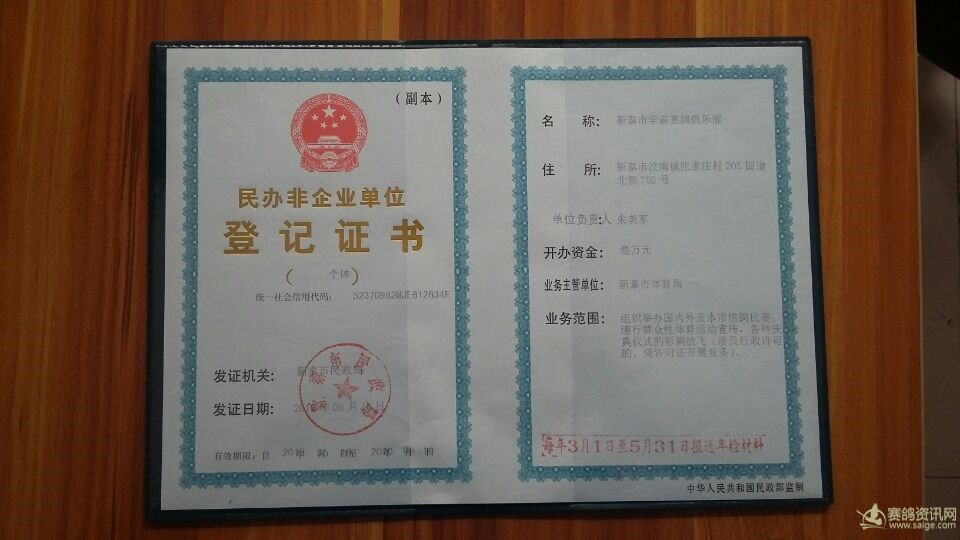 (副本)
民办非企业单位
登记证书
( 个体 )
统一社会信用代码: 52370982MJE612634E
发证机关: 新泰市民政局
发证日期:
有效期限: 自
名 称: 新泰市学森赛鸽俱乐部
住 所: 新泰市汶南镇张家庄村205国道
北侧702号
单位负责人 朱英军
开办资金: 叁万元
业务主管单位: 新泰市体育局
业务范围: 组织举办国内外及本市信鸽比赛;
进行群众性体育活动宣传、各种庆
典仪式的彩鸽放飞(涉及行政许可
的,凭许可证开展业务)。
每年3月1日至5月31日报送年检材料
中华人民共和国民政部监制
赛鸽资讯网
www.saige.com